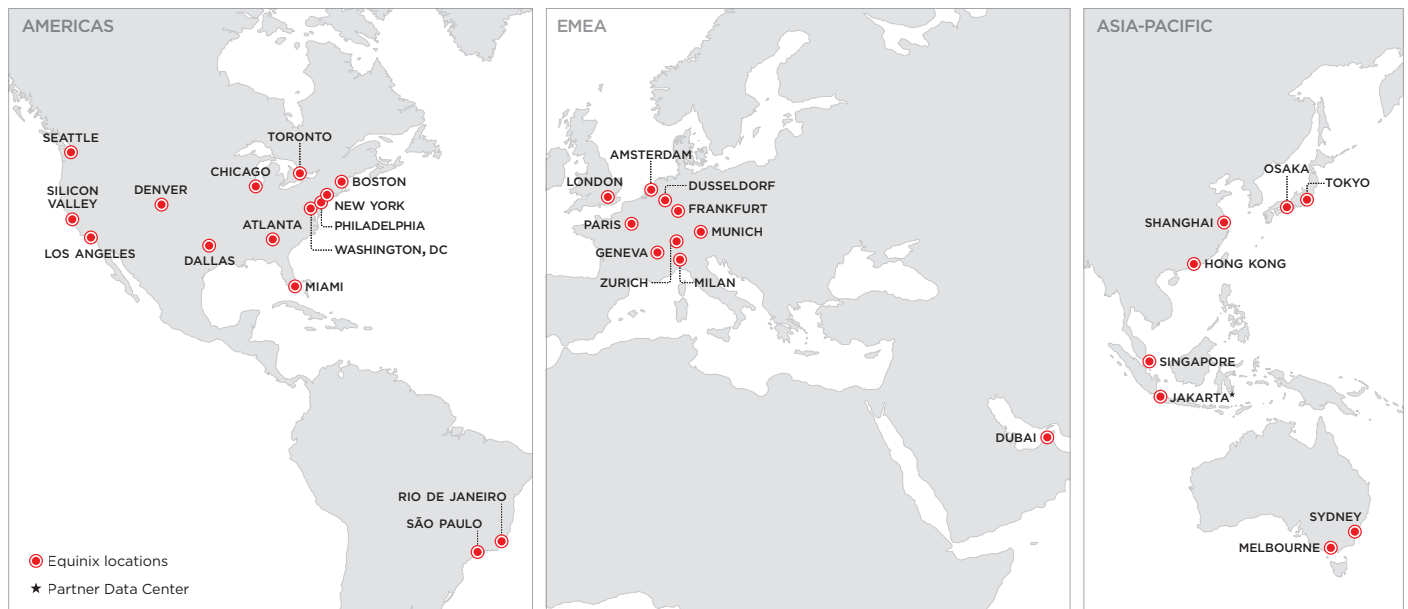 AMERICAS
SEATTLE
TORONTO
CHICAGO
BOSTON
SILICON
VALLEY
DENVER
NEW YORK
PHILADELPHIA
ATLANTA
WASHINGTON, DC
LOS ANGELES
DALLAS
MIAMI
RIO DE JANEIRO
SÃO PAULO
Equinix locations
★ Partner Data Center
EMEA
AMSTERDAM
LONDON
DUSSELDORF
FRANKFURT
PARIS
MUNICH
GENEVA
ZURICH
MILAN
DUBAI
ASIA-PACIFIC
OSAKA
TOKYO
SHANGHAI
HONG KONG
SINGAPORE
JAKARTA★
SYDNEY
MELBOURNE